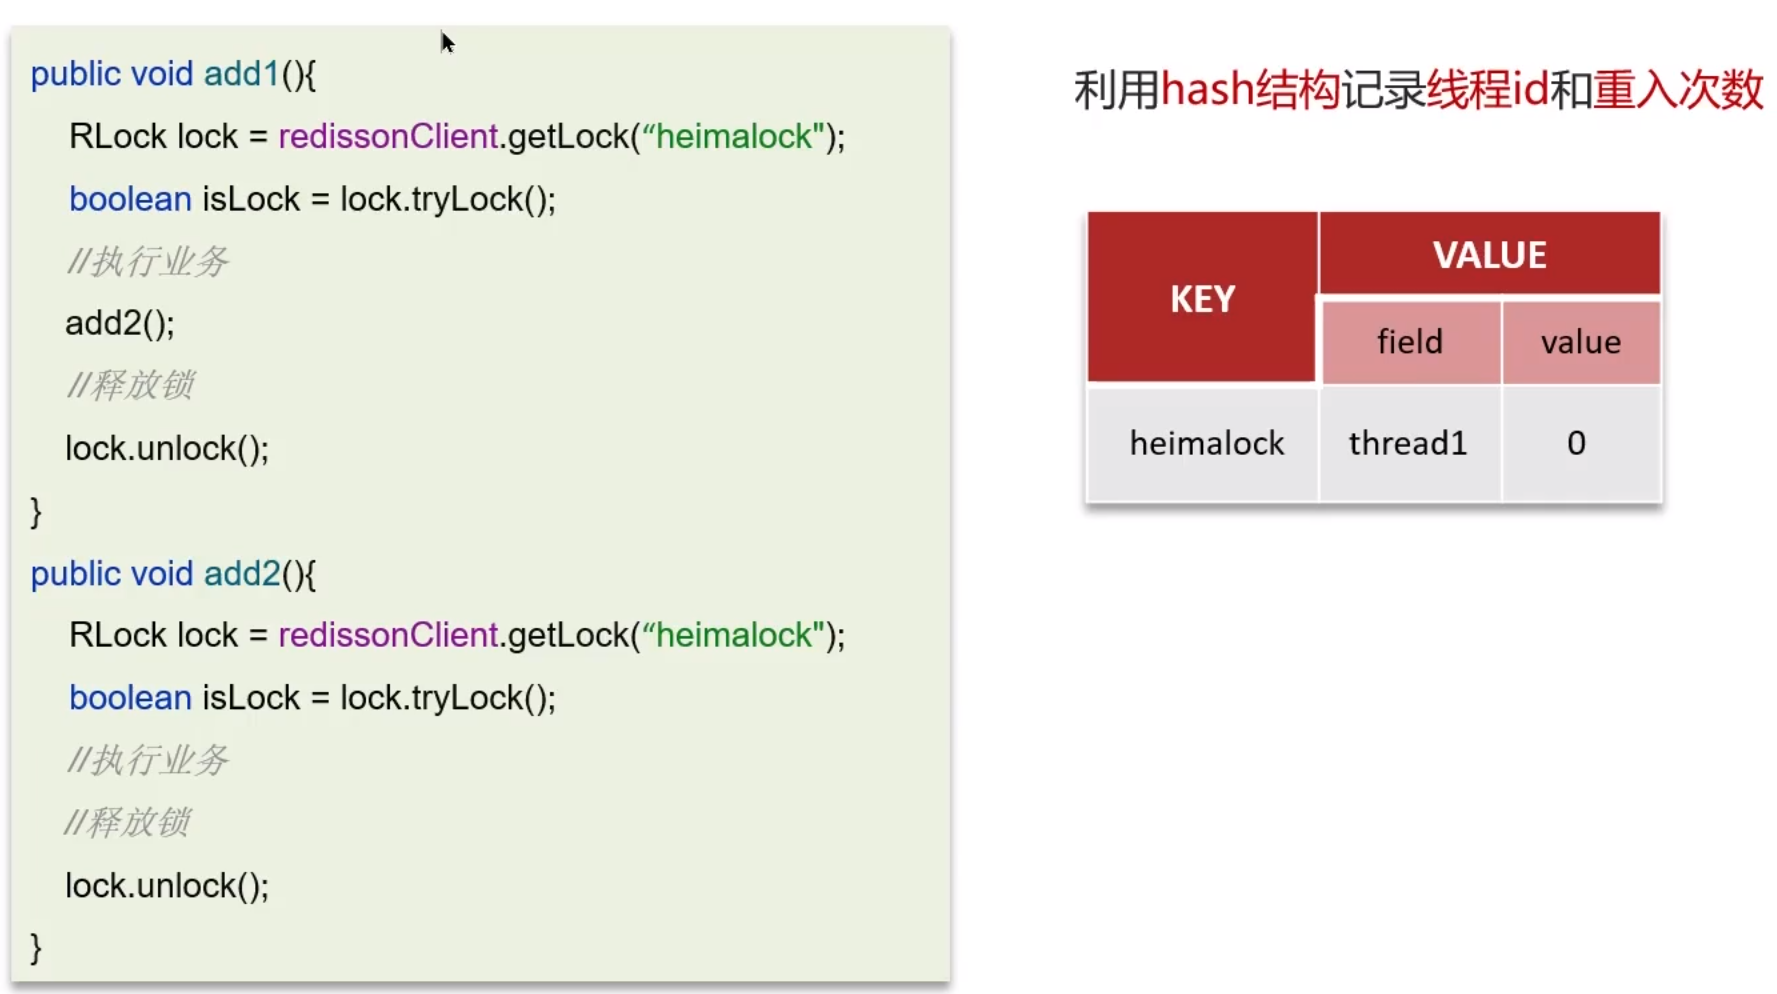 public void add1(){
RLock lock = redissonClient.getLock(“heimalock");
boolean isLock = lock.tryLock();
//执行业务
add2();
//释放锁
lock.unlock();
}
public void add2(){
RLock lock = redissonClient.getLock(“heimalock");
boolean isLock = lock.tryLock();
//执行业务
//释放锁
lock.unlock();
}
利用hash结构记录线程id和重入次数
KEY VALUE
field value
heimalock thread1 0